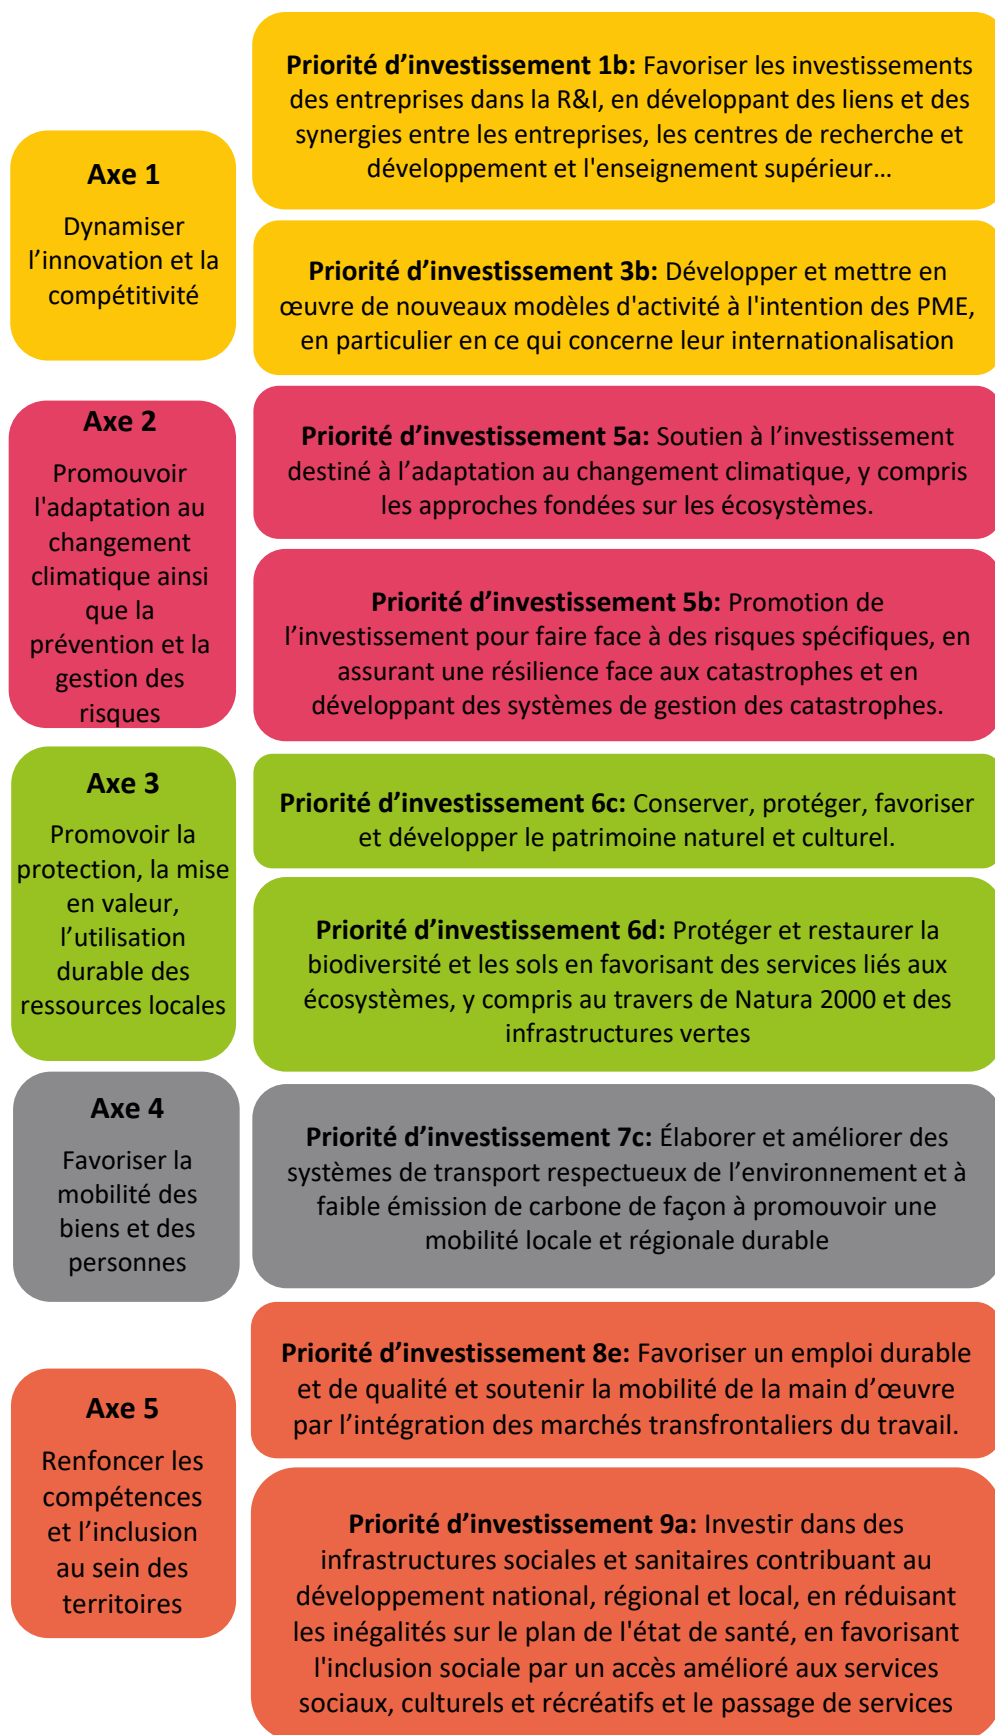 Axe 1
Dynamiser
l’innovation et la
compétitivité
Priorité d’investissement 1b: Favoriser les investissements
des entreprises dans la R&I, en développant des liens et des
synergies entre les entreprises, les centres de recherche et
développement et l'enseignement supérieur…
Priorité d’investissement 3b: Développer et mettre en
œuvre de nouveaux modèles d'activité à l'intention des PME,
en particulier en ce qui concerne leur internationalisation
Axe 2
Promouvoir
l'adaptation au
changement
climatique ainsi
que la
prévention et la
gestion des
risques
Priorité d’investissement 5a: Soutien à l’investissement
destiné à l’adaptation au changement climatique, y compris
les approches fondées sur les écosystèmes.
Priorité d’investissement 5b: Promotion de
l’investissement pour faire face à des risques spécifiques, en
assurant une résilience face aux catastrophes et en
développant des systèmes de gestion des catastrophes.
Axe 3
Promovoir la
protection, la mise
en valeur,
l’utilisation
durable des
ressources locales
Priorité d’investissement 6c: Conserver, protéger, favoriser
et développer le patrimoine naturel et culturel.
Priorité d’investissement 6d: Protéger et restaurer la
biodiversité et les sols en favorisant des services liés aux
écosystèmes, y compris au travers de Natura 2000 et des
infrastructures vertes
Axe 4
Favoriser la
mobilité des
biens et des
personnes
Priorité d’investissement 7c: Élaborer et améliorer des
systèmes de transport respectueux de l’environnement et à
faible émission de carbone de façon à promouvoir une
mobilité locale et régionale durable
Axe 5
Renfoncer les
compétences
et l’inclusion
au sein des
territoires
Priorité d’investissement 8e: Favoriser un emploi durable
et de qualité et soutenir la mobilité de la main d’œuvre
par l’intégration des marchés transfrontaliers du travail.
Priorité d’investissement 9a: Investir dans des
infrastructures sociales et sanitaires contribuant au
développement national, régional et local, en réduisant
les inégalités sur le plan de l'état de santé, en favorisant
l'inclusion sociale par un accès amélioré aux services
sociaux, culturels et récréatifs et le passage de services